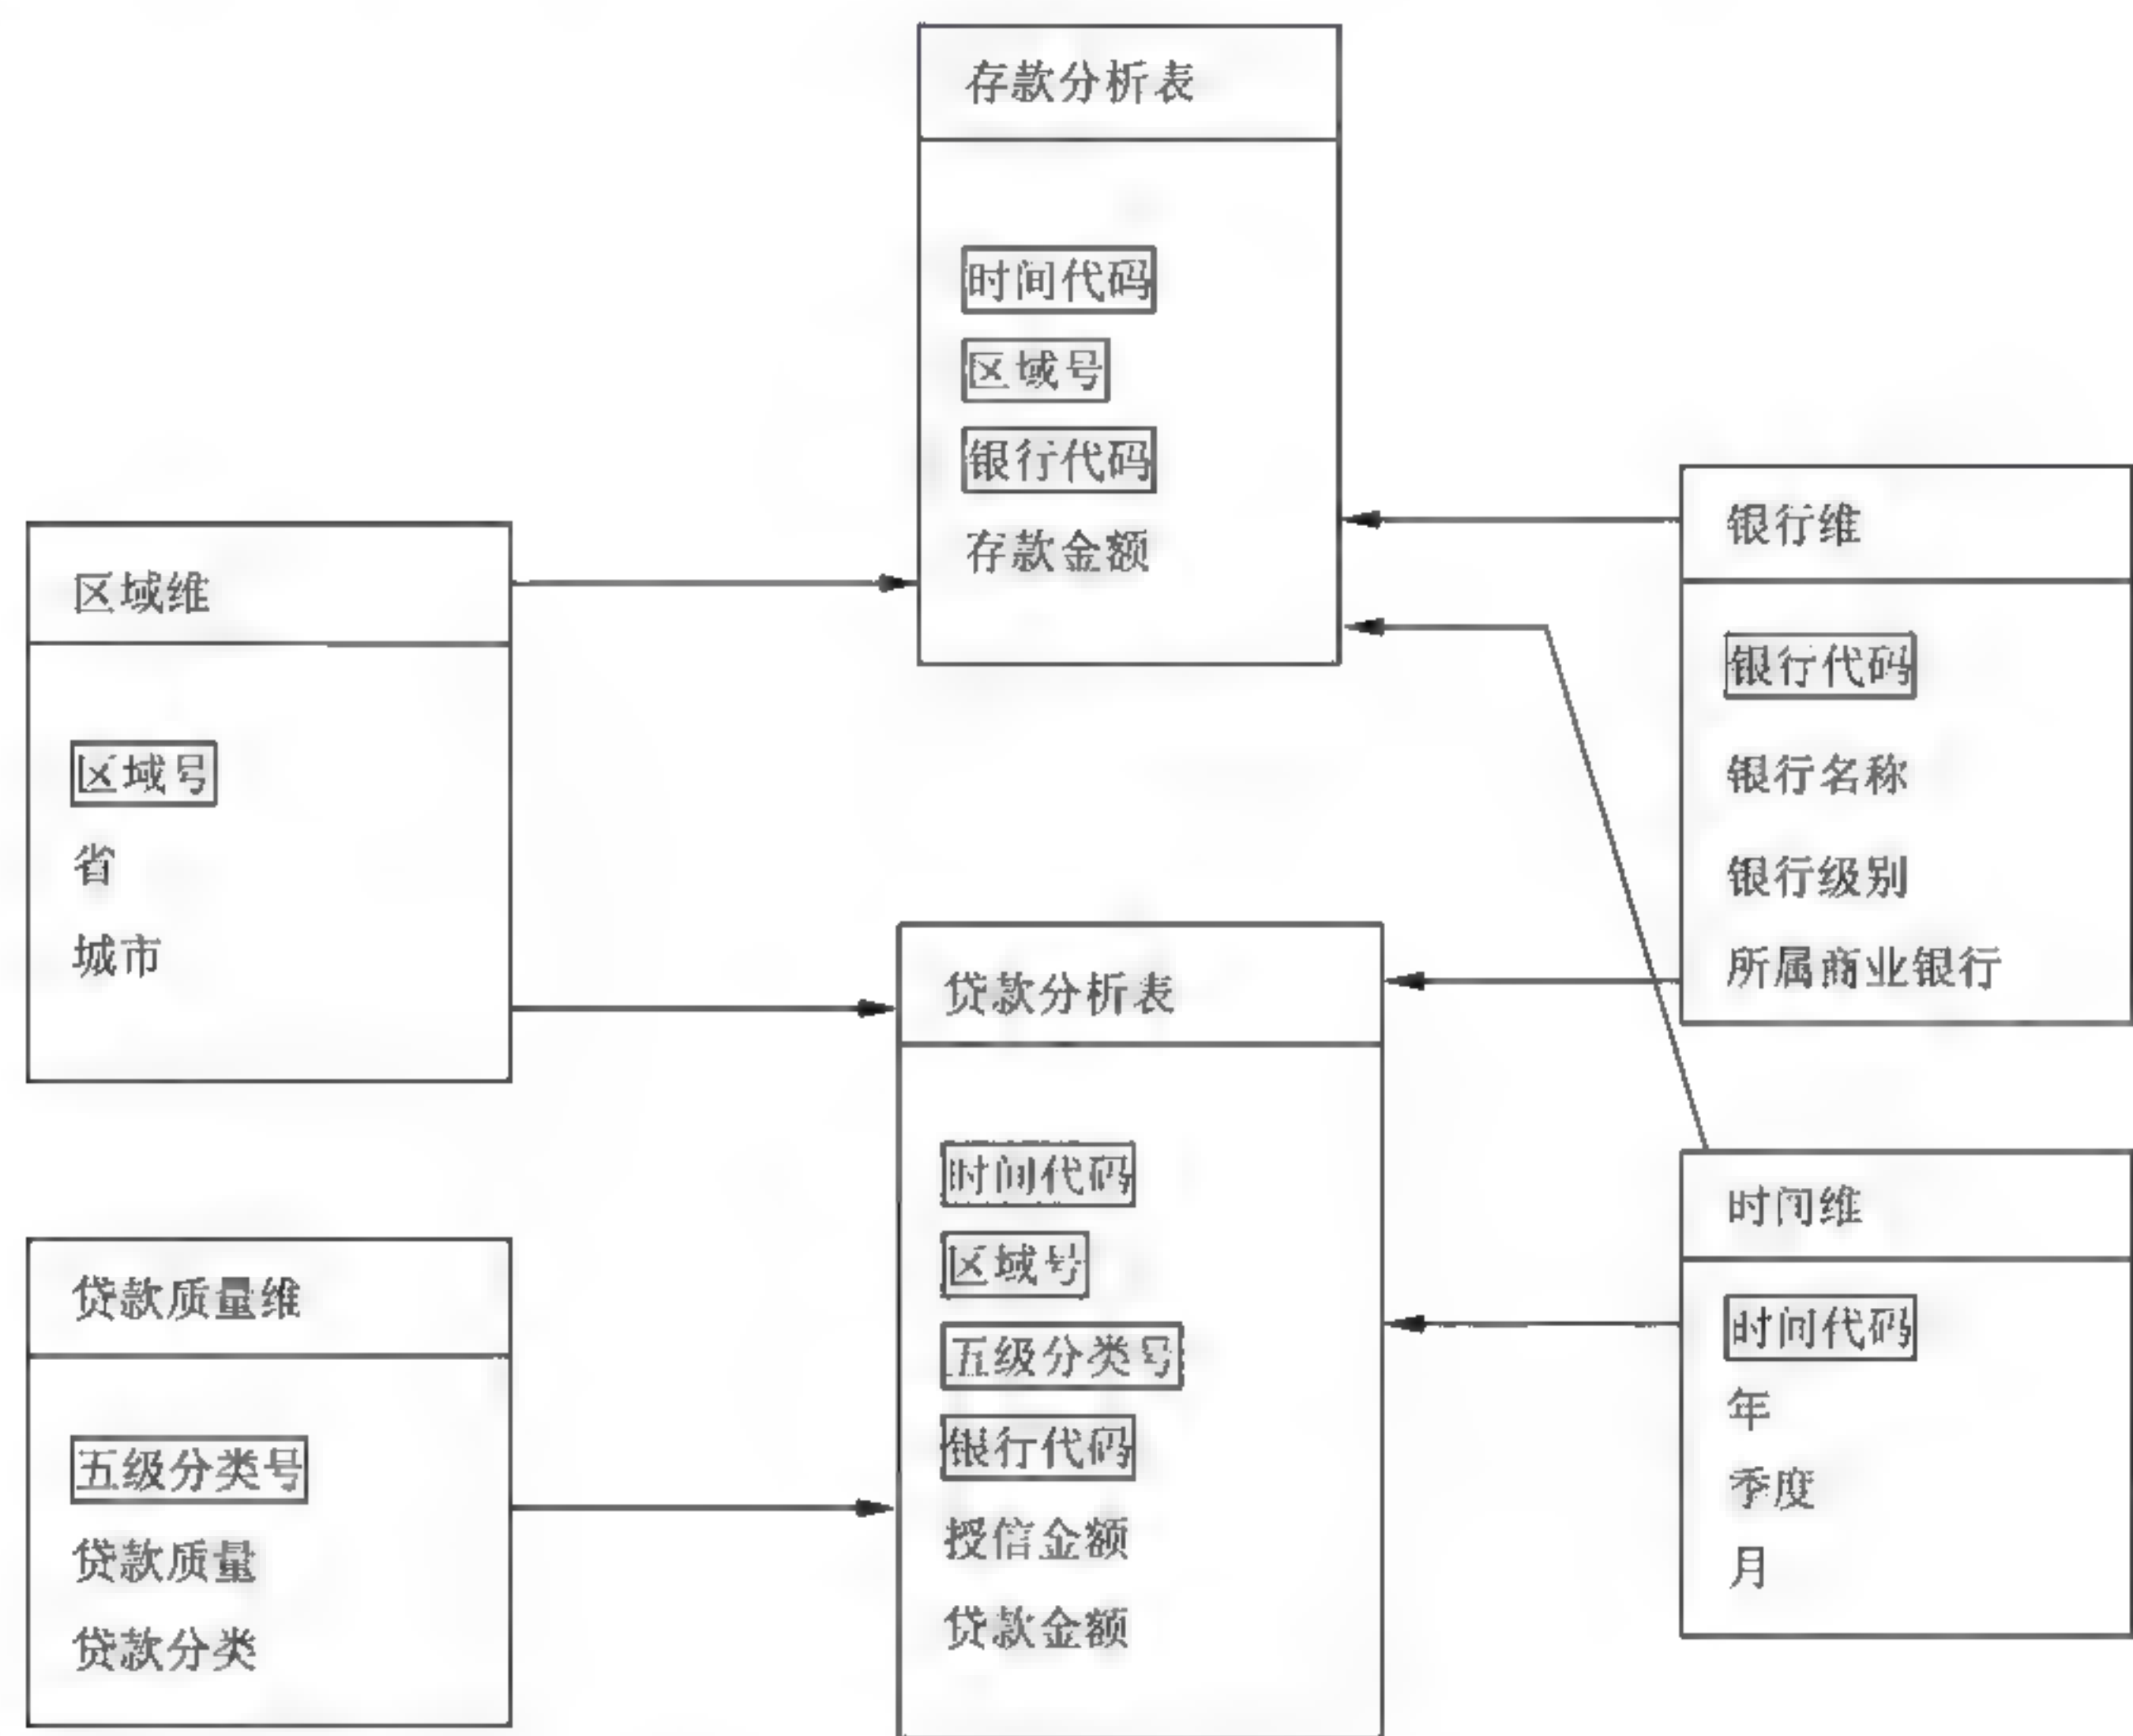 存款分析表
时间代码
区域号
银行代码
存款金额
区域维
区域号
省
城市
银行维
银行代码
银行名称
银行级别
所属商业银行
贷款分析表
时间代码
区域号
五级分类号
银行代码
授信金额
贷款金额
贷款质量维
五级分类号
贷款质量
贷款分类
时间维
时间代码
年
季度
月